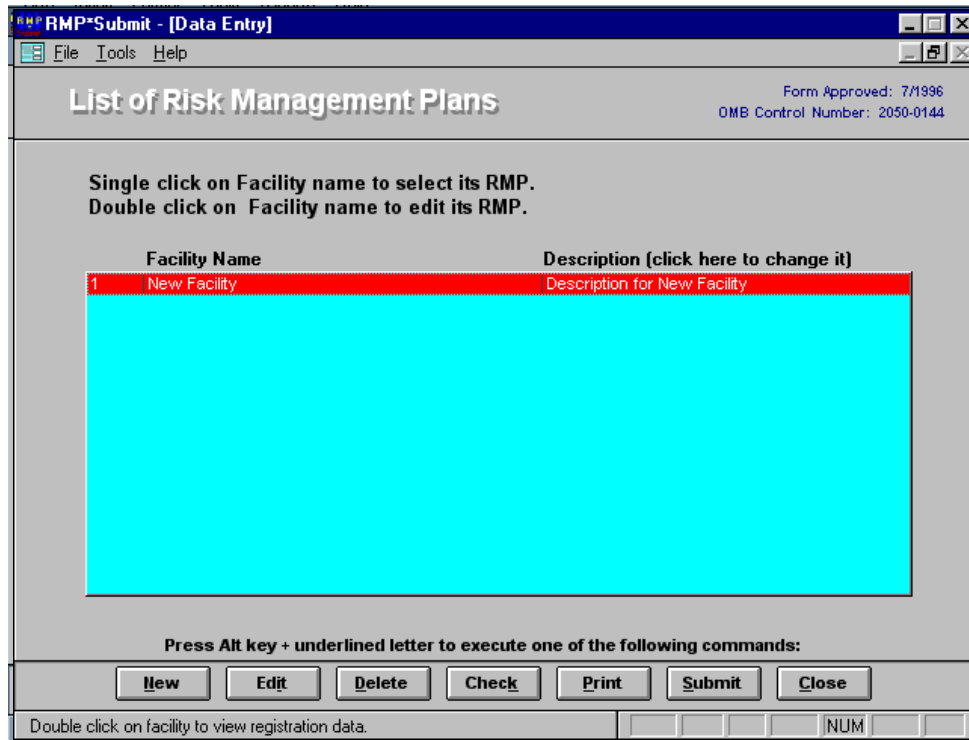 RMP RMP*Submit - [Data Entry]
File Tools Help
List of Risk Management Plans
Form Approved: 7/1996
OMB Control Number: 2050-0144
Single click on Facility name to select its RMP.
Double click on Facility name to edit its RMP.
Facility Name Description (click here to change it)
1 New Facility Description for New Facility
Press Alt key + underlined letter to execute one of the following commands:
New Edit Delete Check Print Submit Close
Double click on facility to view registration data. NUM